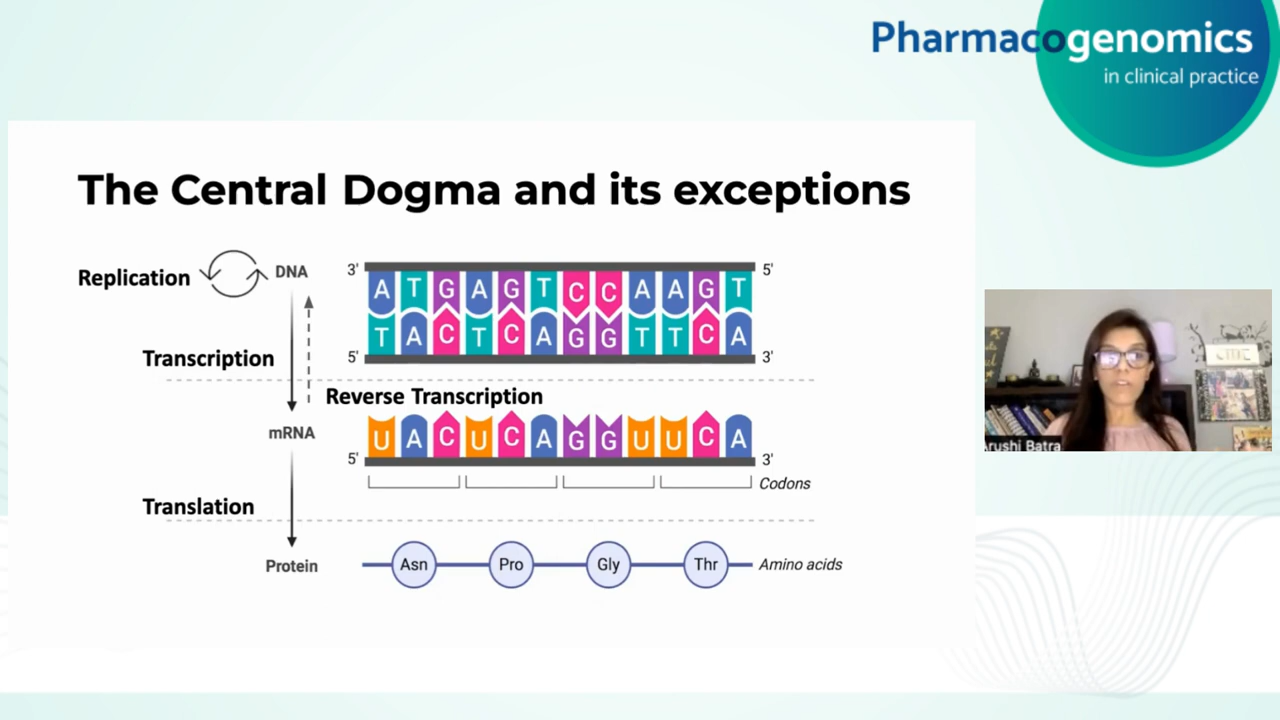 Pharmacogenomics
in clinical practice
The Central Dogma and its exceptions
Replication
DNA
3'
5'
A T G A G T C C A A G T
T A C T C A G G T T C A
5'
3'
Transcription
Reverse Transcription
mRNA
U A C U C A G G U U C A
5'
3'
Codons
Translation
Protein
Asn Pro Gly Thr
Amino acids
Arushi Batra